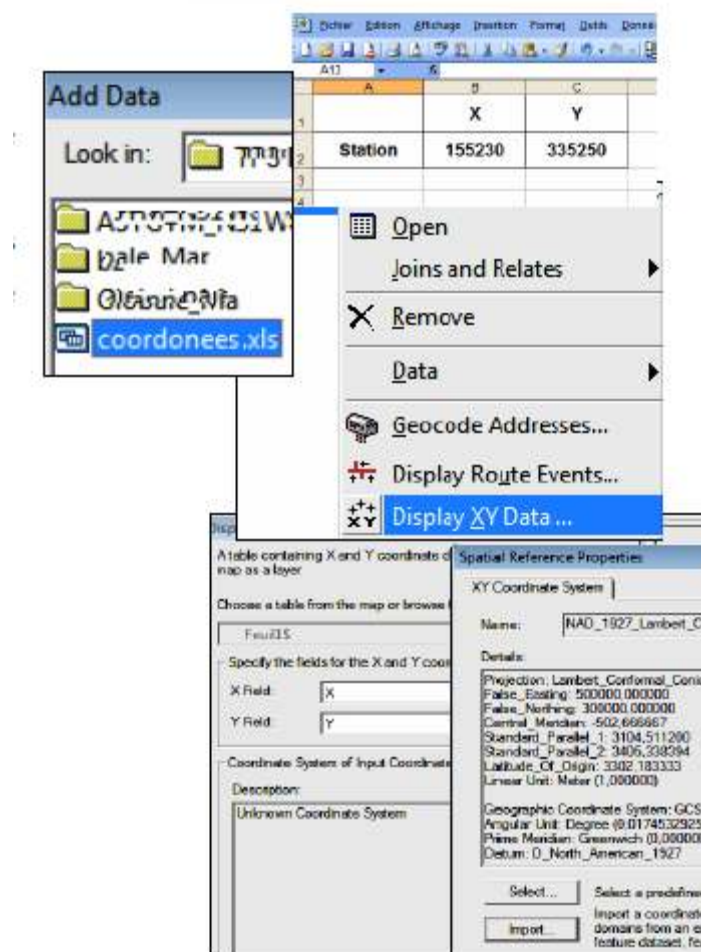 Fichier Edition Affichage Insertion Format Outils
A13
A B C
1 X Y
2 Station 155230 335250
3
4
Add Data
Look in:
coordonees.xls
Open
Joins and Relates
Remove
Data
Geocode Addresses...
Display Route Events...
Display XY Data ...
A table containing X and Y coordinate
map as a layer
Choose a table from the map or browse
Feuil1$
Specify the fields for the X and Y
X Field: X
Y Field: Y
Coordinate System of Input
Description:
Unknown Coordinate System
Spatial Reference Properties
XY Coordinate System
Name: NAD_1927_Lambert_C
Details:
Projection: Lambert_Conformal_Conic
False_Easting: 500000,000000
False_Northing: 300000,000000
Central_Meridian: -502,666667
Standard_Parallel_1: 3104,511200
Standard_Parallel_2: 3405,338394
Latitude_Of_Origin: 3302,183333
Linear Unit: Meter (1,000000)
Geographic Coordinate System: GCS
Angular Unit: Degree (0,0174532925
Prime Meridian: Greenwich (0,00000
Datum: D_North_American_1927
Select... Select a predefine
Import... Import a coordinat
domains from an e
feature dataset, fe